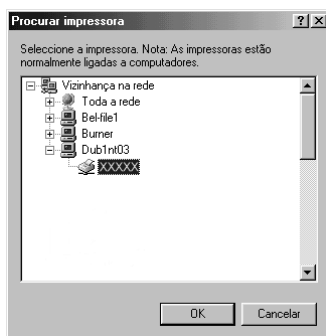 Procurar impressora
Seleccione a impressora. Nota: As impressoras estão
normalmente ligadas a computadores.
Vizinhança na rede
Toda a rede
Bel-file1
Burner
Dub1nt03
XXXXX
OK
Cancelar